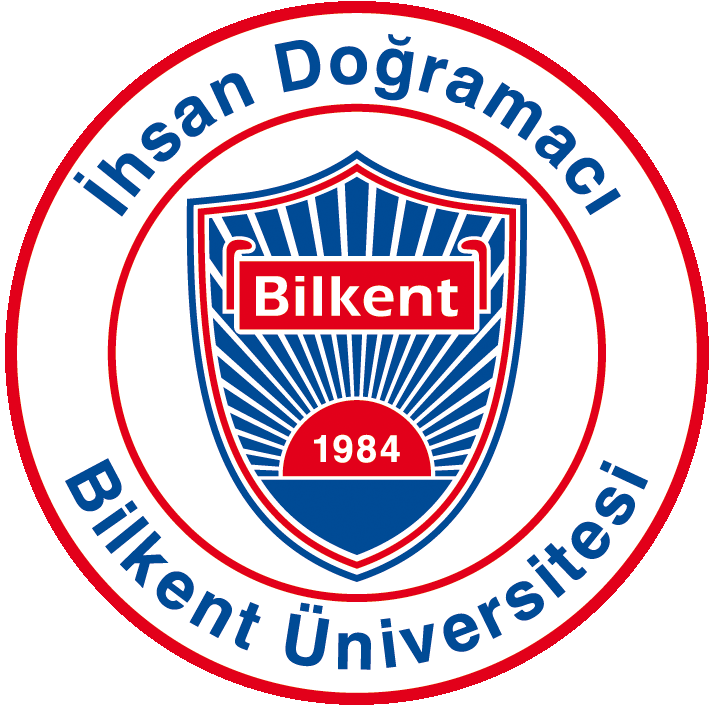 İhsan Doğramacı
Bilkent
1984
Bilkent Üniversitesi